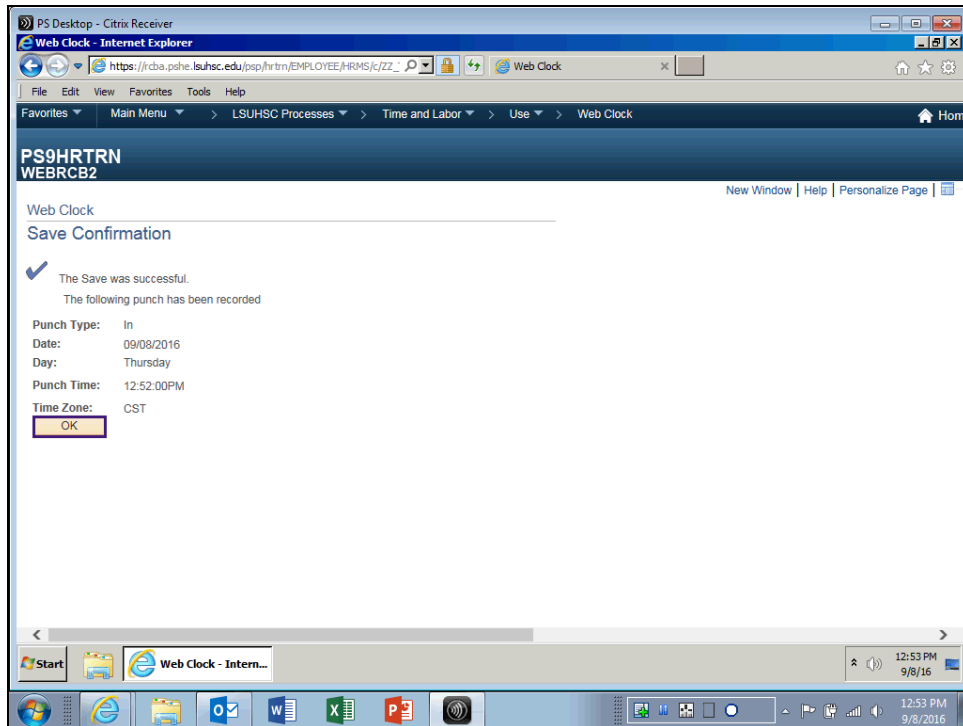 PS Desktop - Citrix Receiver
Web Clock - Internet Explorer
https://rcba.pshe.lsuhsc.edu/psp/hrtrn/EMPLOYEE/HRMS/c/ZZ_ Web Clock
File Edit View Favorites Tools Help
Favorites Main Menu > LSUHSC Processes > Time and Labor > Use > Web Clock Hom
PS9HRTRN
WEBRCB2
New Window | Help | Personalize Page |
Web Clock
Save Confirmation
The Save was successful.
The following punch has been recorded
Punch Type: In
Date: 09/08/2016
Day: Thursday
Punch Time: 12:52:00PM
Time Zone: CST
OK
Start Web Clock - Intern... 12:53 PM
9/8/16
12:53 PM
9/8/2016